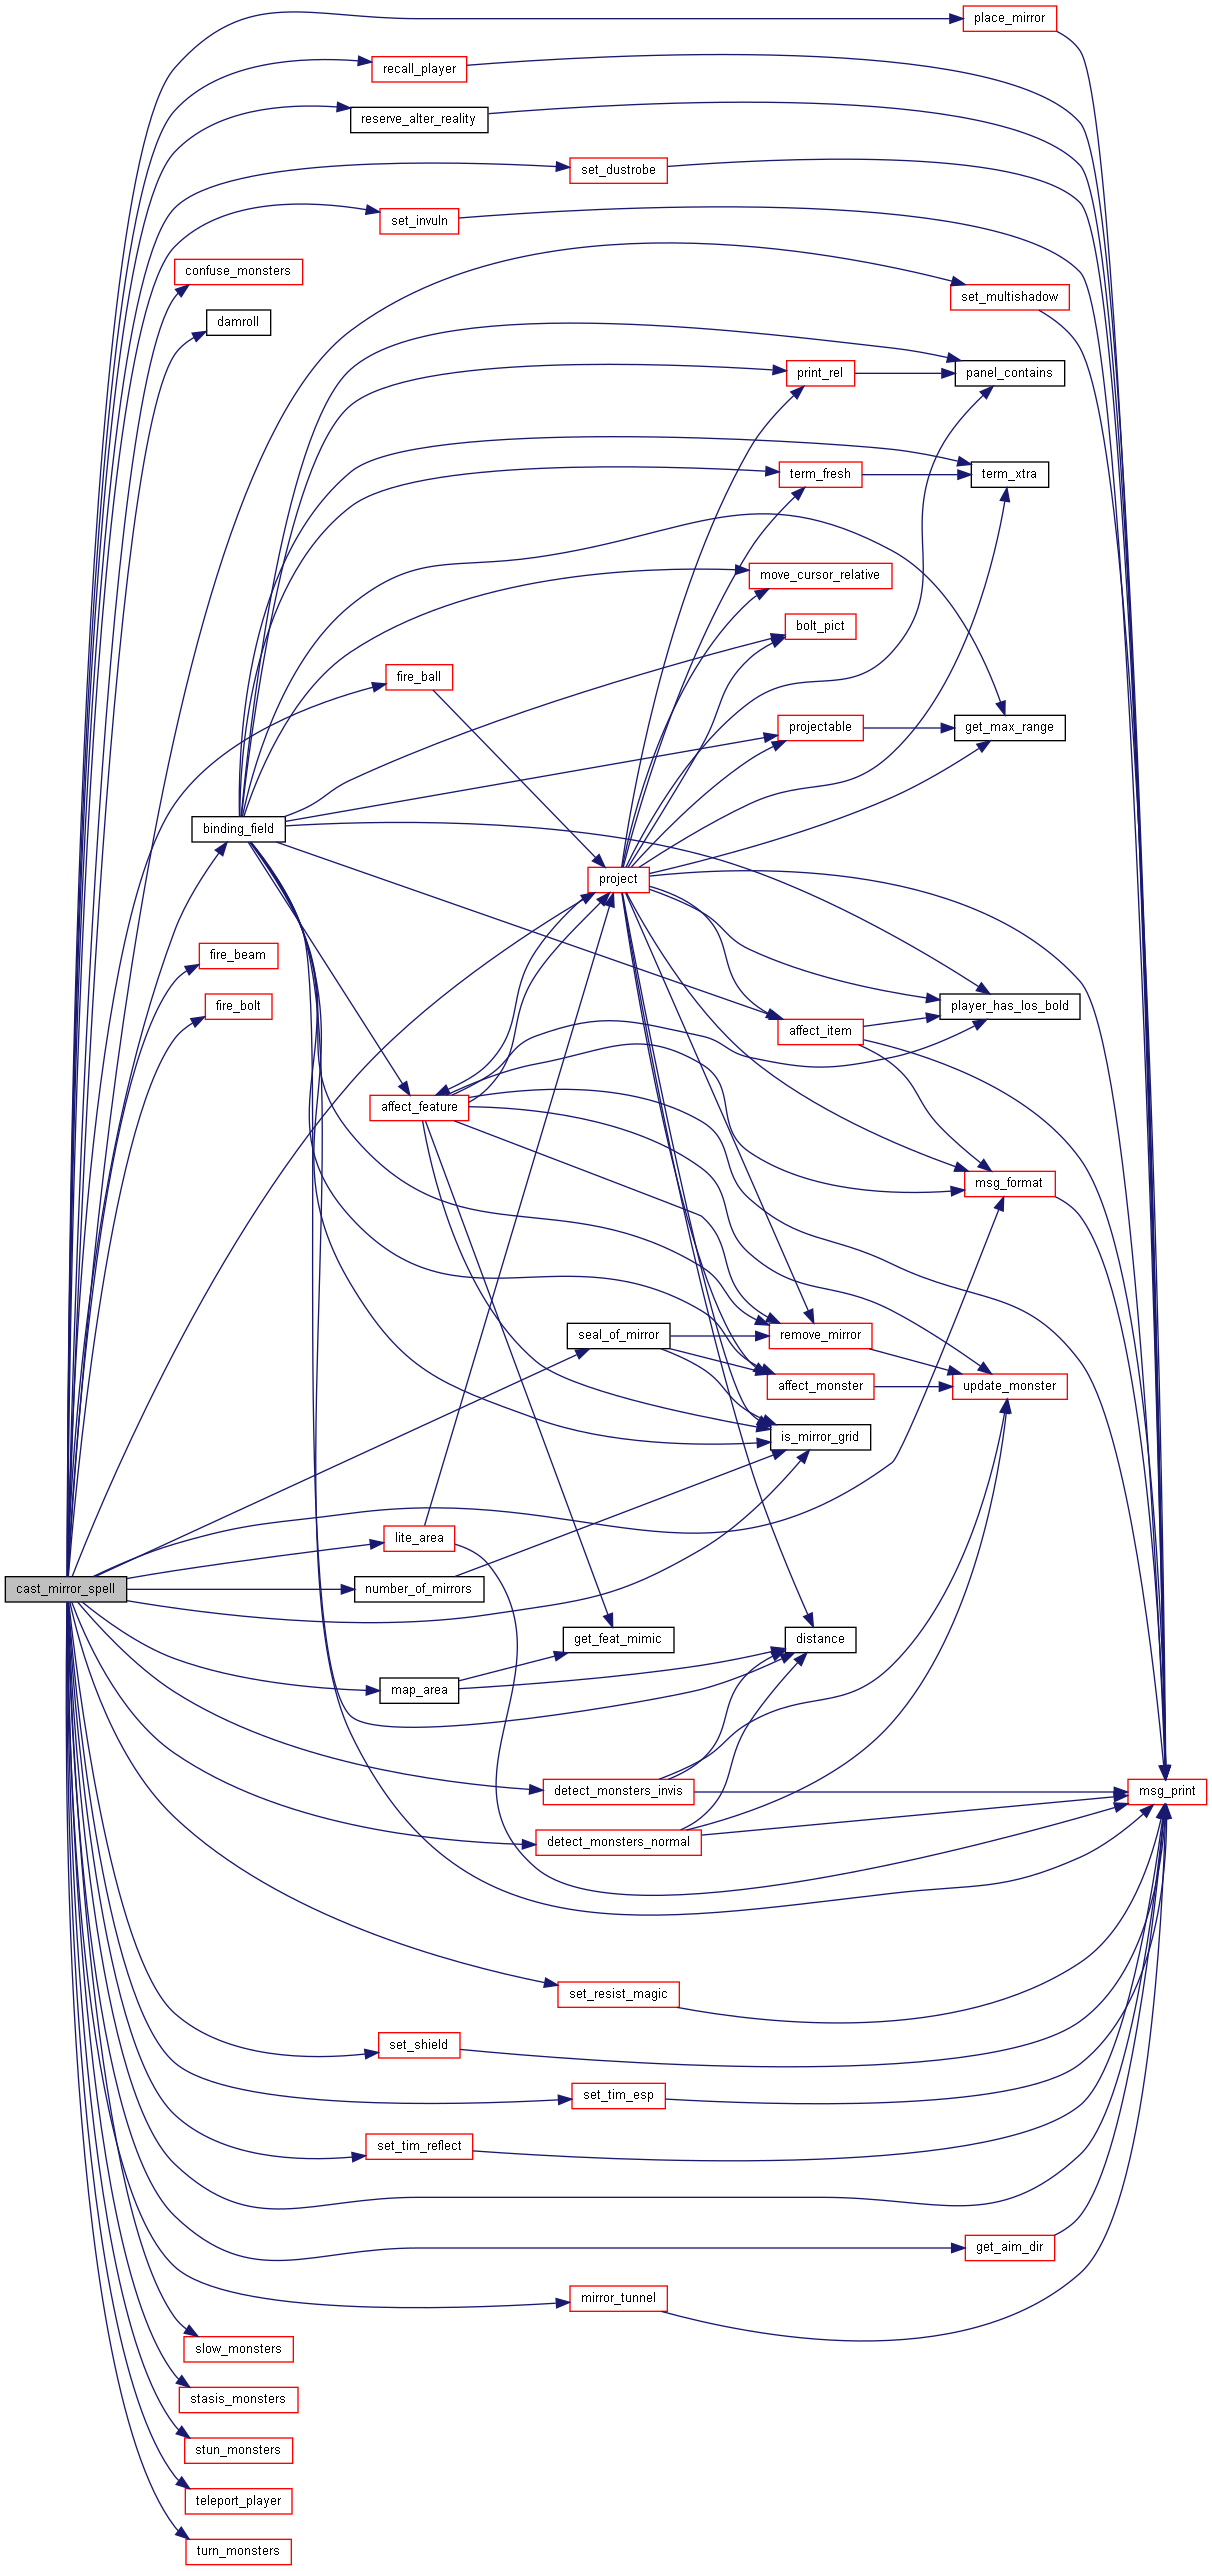 place_mirror
recall_player
reserve_alter_reality
set_dustrobe
set_invuln
confuse_monsters
set_multishadow
damroll
print_rel
panel_contains
term_fresh
term_xtra
move_cursor_relative
bolt_pict
fire_ball
projectable
get_max_range
binding_field
project
fire_beam
fire_bolt
player_has_los_bold
affect_item
affect_feature
msg_format
seal_of_mirror
remove_mirror
affect_monster
update_monster
is_mirror_grid
lite_area
cast_mirror_spell
number_of_mirrors
get_feat_mimic
distance
map_area
detect_monsters_invis
msg_print
detect_monsters_normal
set_resist_magic
set_shield
set_tim_esp
set_tim_reflect
get_aim_dir
mirror_tunnel
slow_monsters
stasis_monsters
stun_monsters
teleport_player
turn_monsters